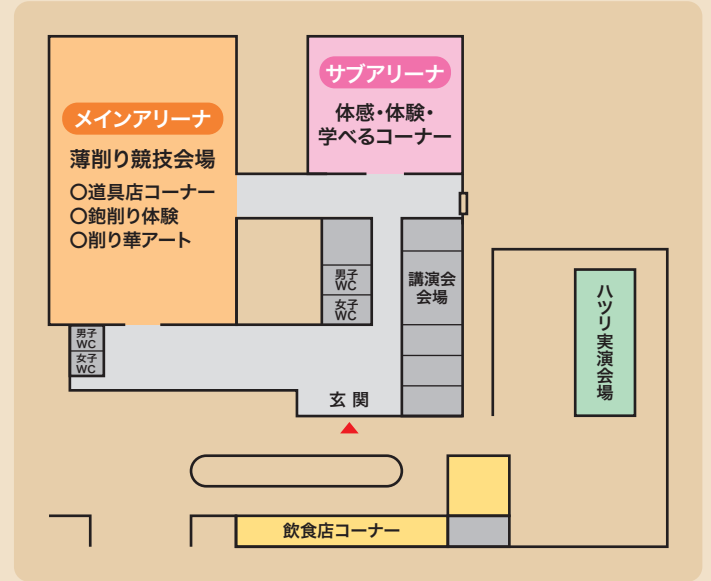 メインアリーナ
薄削り競技会場
〇道具店コーナー
〇鉋削り体験
〇削り華アート
サブアリーナ
体感・体験・
学べるコーナー
男子
WC
女子
WC
講演会
会場
男子
WC
女子
WC
玄関
ハツリ実演会場
飲食店コーナー